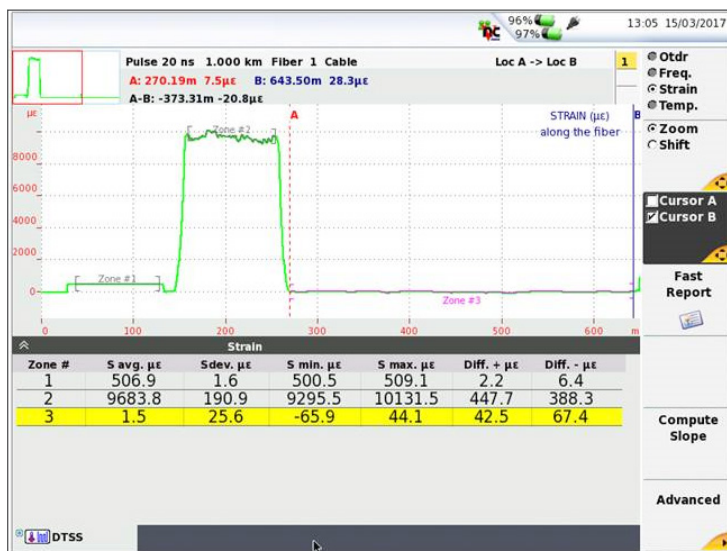 96%
97%
13:05 15/03/2017
Pulse 20 ns 1.000 km Fiber 1 Cable Loc A -> Loc B 1
A: 270.19m 7.5µε B: 643.50m 28.3µε
A-B: -373.31m -20.8µε
Otdr
Freq.
Strain
Temp.
Zoom
Shift
Cursor A
Cursor B
Fast
Report
Compute
Slope
Advanced
µε
A
STRAIN (µε)
along the fiber
B
8000
6000
4000
2000
0
Zone #2
Zone #1
Zone #3
0 100 200 300 400 500 600 m
Strain
Zone # S avg. µε Sdev. µε S min. µε S max. µε Diff. + µε Diff. - µε
1 506.9 1.6 500.5 509.1 2.2 6.4
2 9683.8 190.9 9295.5 10131.5 447.7 388.3
3 1.5 25.6 -65.9 44.1 42.5 67.4
DTSS